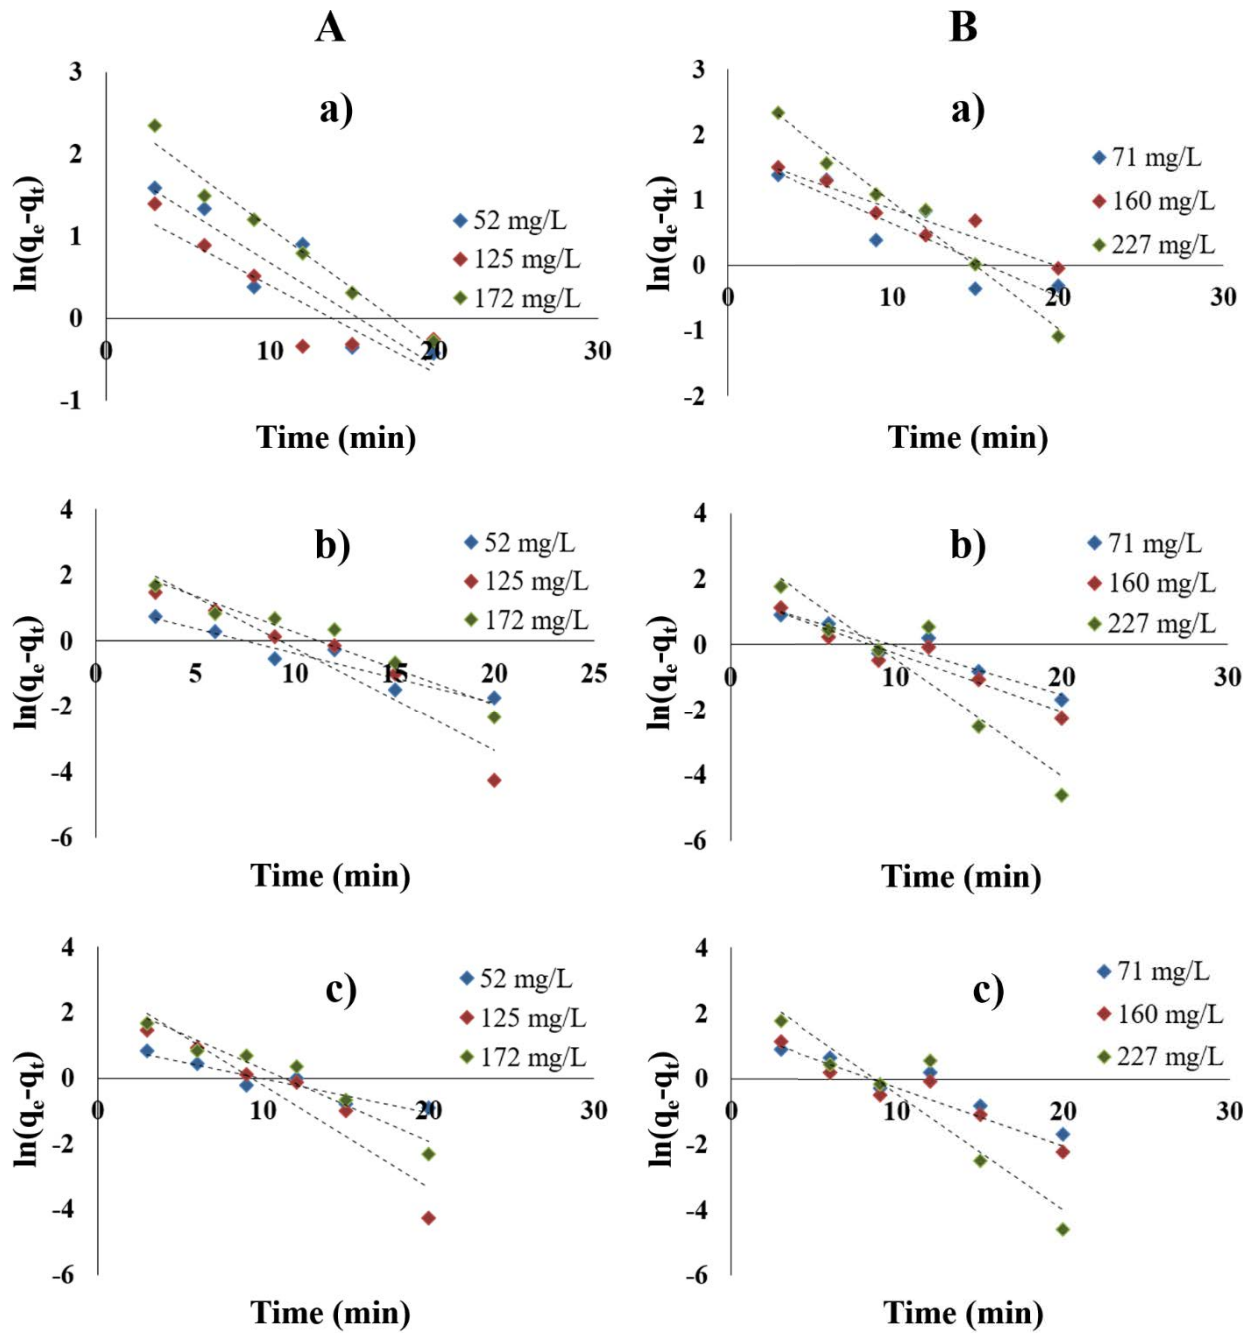 A
B
a)
3
2
1
0
-1
0
10
20
30
ln(qe-qt)
Time (min)
52 mg/L
125 mg/L
172 mg/L
a)
3
2
1
0
-1
-2
0
10
20
30
ln(qe-qt)
Time (min)
71 mg/L
160 mg/L
227 mg/L
b)
4
2
0
-2
-4
-6
0
5
10
15
20
25
ln(qe-qt)
Time (min)
52 mg/L
125 mg/L
172 mg/L
b)
4
2
0
-2
-4
-6
0
10
20
30
ln(qe-qt)
Time (min)
71 mg/L
160 mg/L
227 mg/L
c)
4
2
0
-2
-4
-6
0
10
20
30
ln(qe-qt)
Time (min)
52 mg/L
125 mg/L
172 mg/L
c)
4
2
0
-2
-4
-6
0
10
20
30
ln(qe-qt)
Time (min)
71 mg/L
160 mg/L
227 mg/L